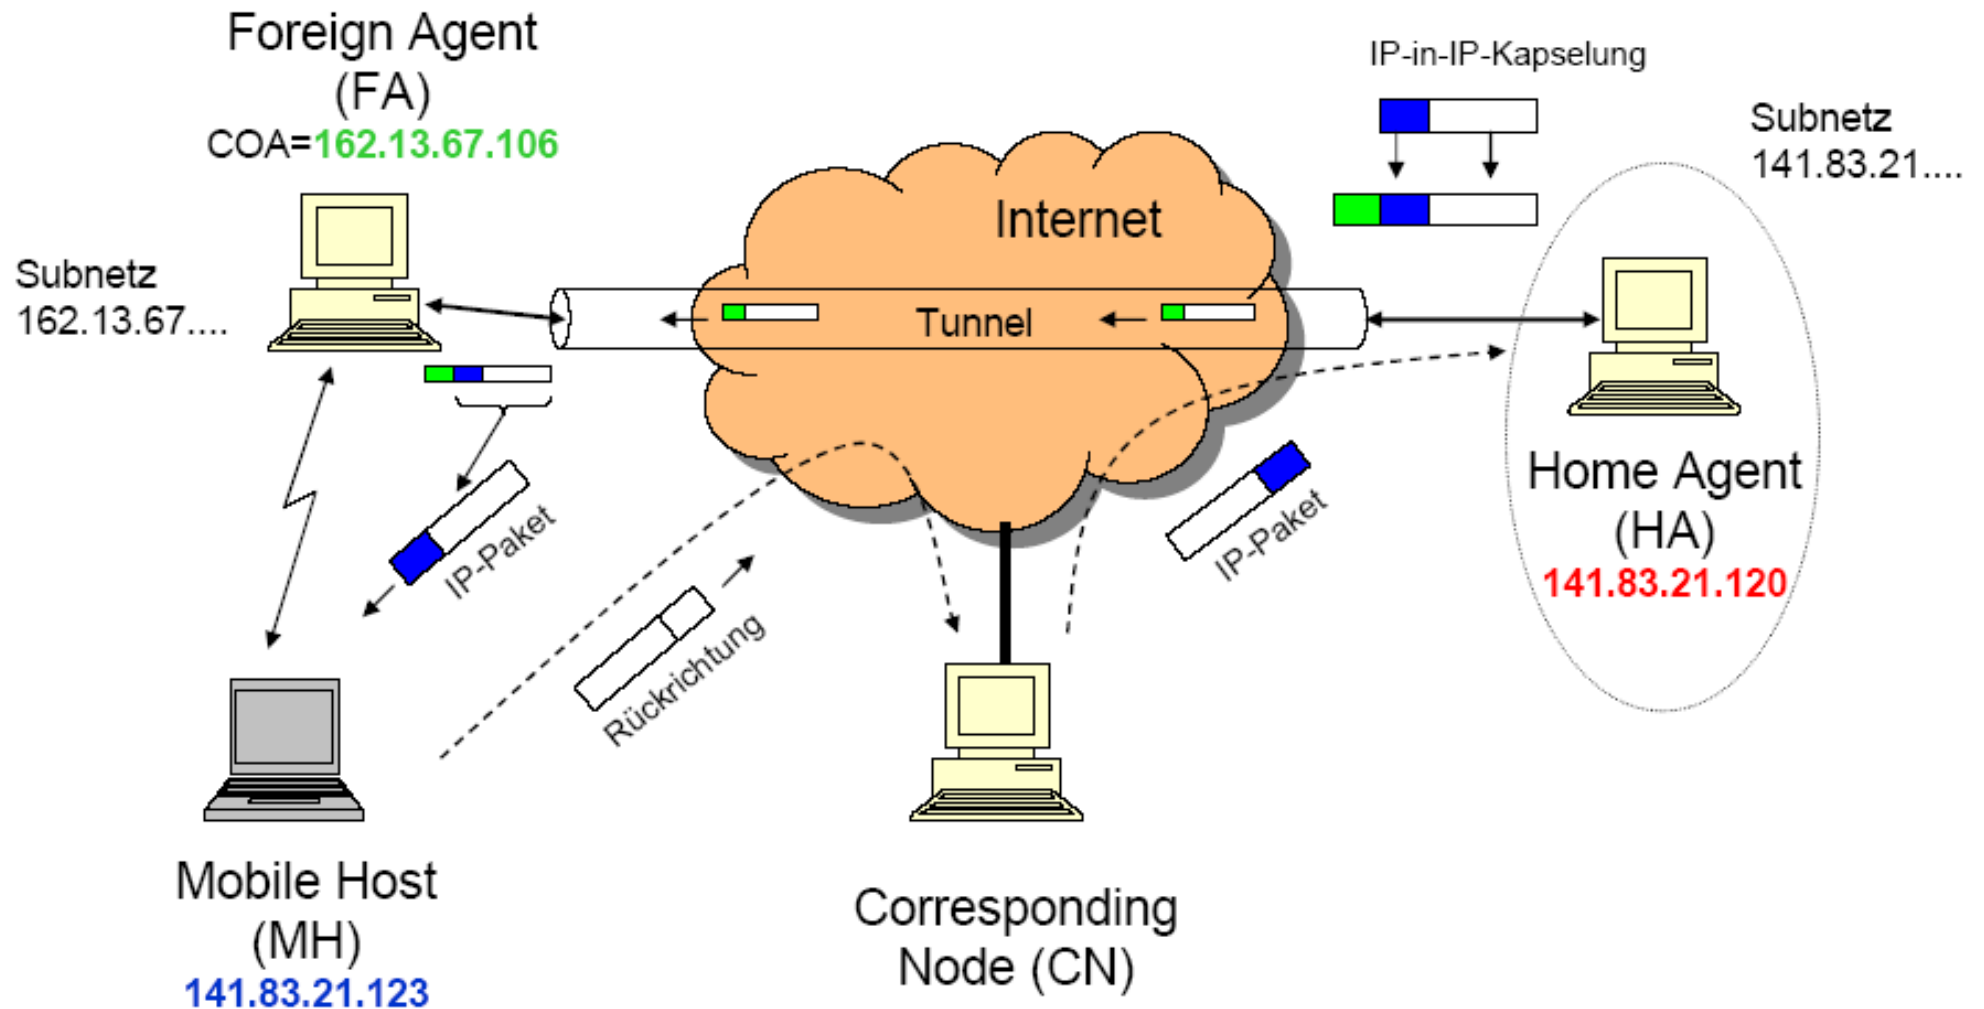 Foreign Agent
(FA)
COA=162.13.67.106
IP-in-IP-Kapselung
Subnetz
141.83.21....
Internet
Subnetz
162.13.67....
Tunnel
IP-Paket
IP-Paket
Rückrichtung
Home Agent
(HA)
141.83.21.120
Mobile Host
(MH)
141.83.21.123
Corresponding
Node (CN)